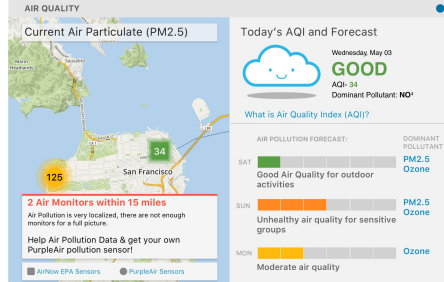 AIR QUALITY
Current Air Particulate (PM2.5)
Marin
Headlands
Sausalito
34
125
San Francisco
2 Air Monitors within 15 miles
Air Pollution is very localized, there are not enough
monitors for a full picture.
Help Air Pollution Data & get your own
PurpleAir pollution sensor!
AirNow EPA Sensors
PurpleAir Sensors
Today's AQI and Forecast
Wednesday, May 03
GOOD
AQI- 34
Dominant Pollutant: NO²
What is Air Quality Index (AQI)?
AIR POLLUTION FORECAST:
DOMINANT
POLLUTANT
SAT
PM2.5
Ozone
Good Air Quality for outdoor
activities
SUN
PM2.5
Ozone
Unhealthy air quality for sensitive
groups
MON
Ozone
Moderate air quality